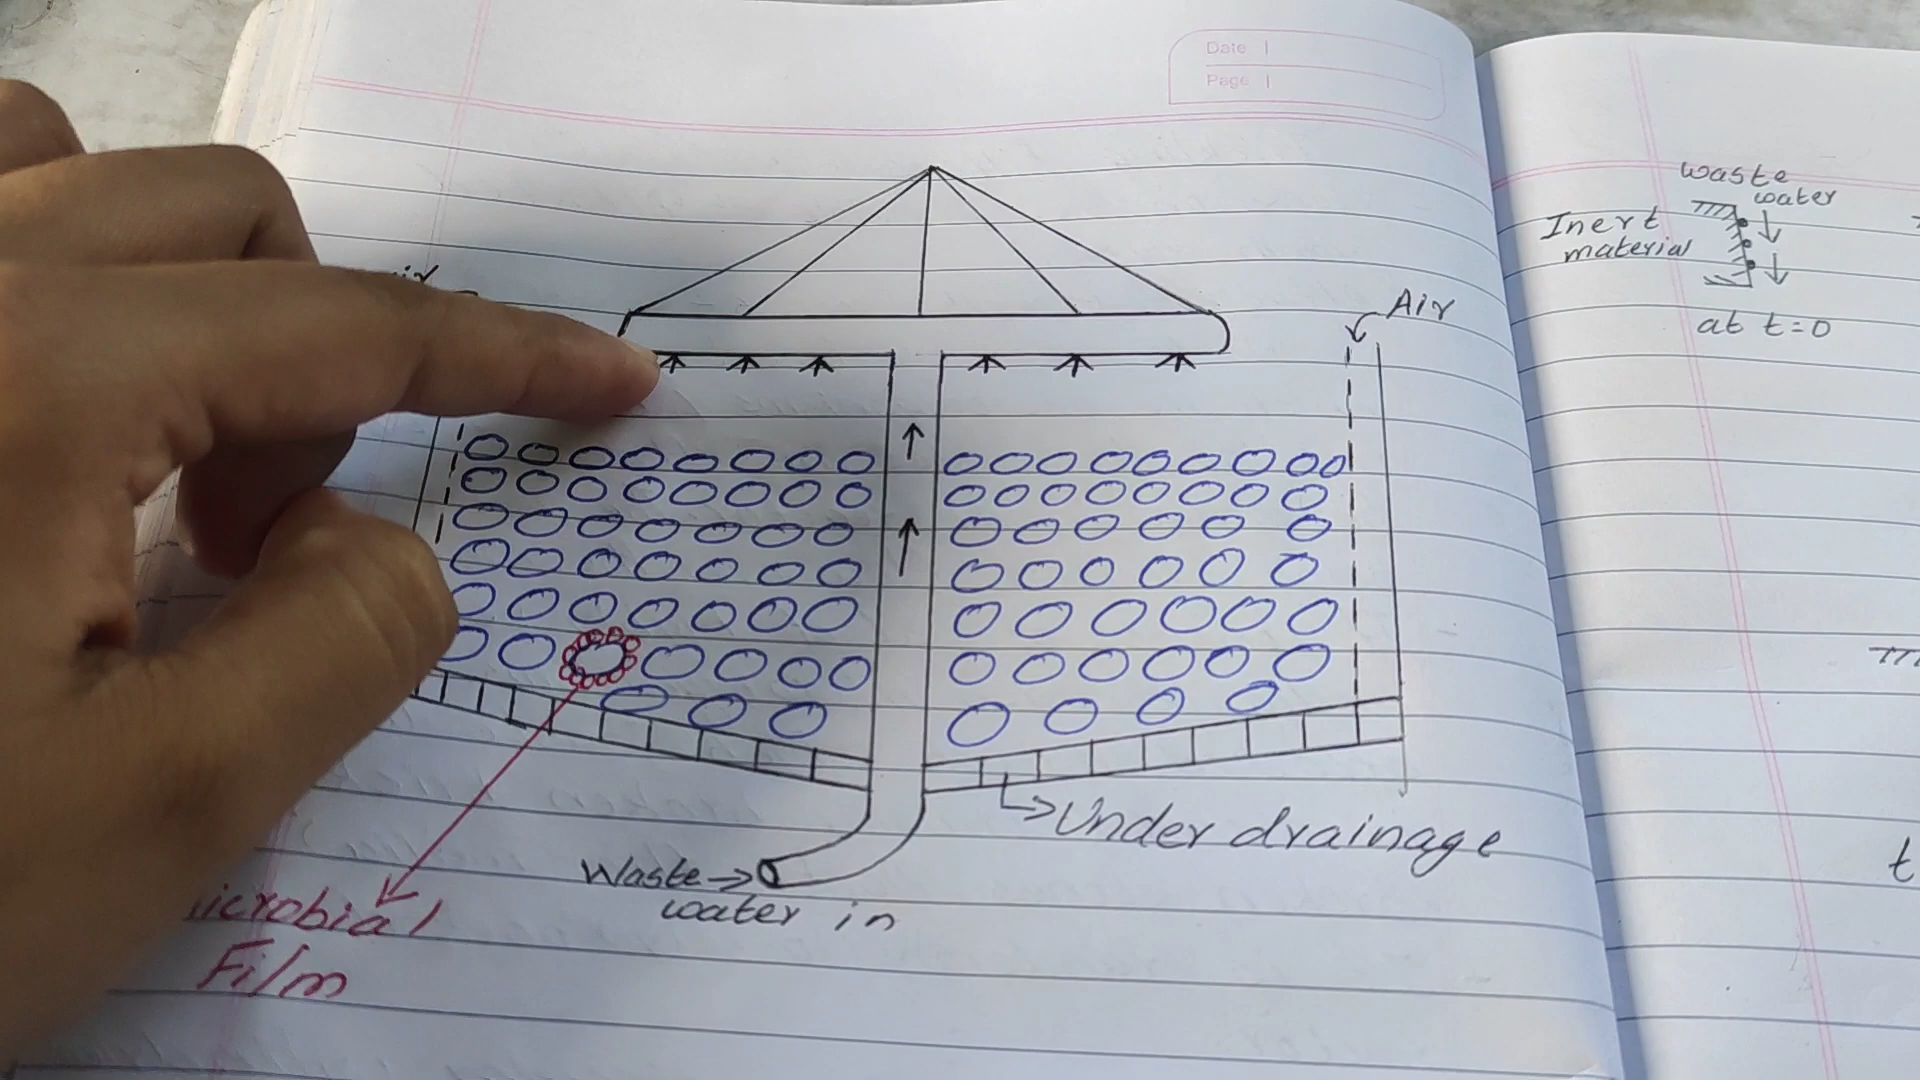 Date
Page
waste
water
Inert
material
at t=0
Air
Under drainage
Waste
water in
Film
t